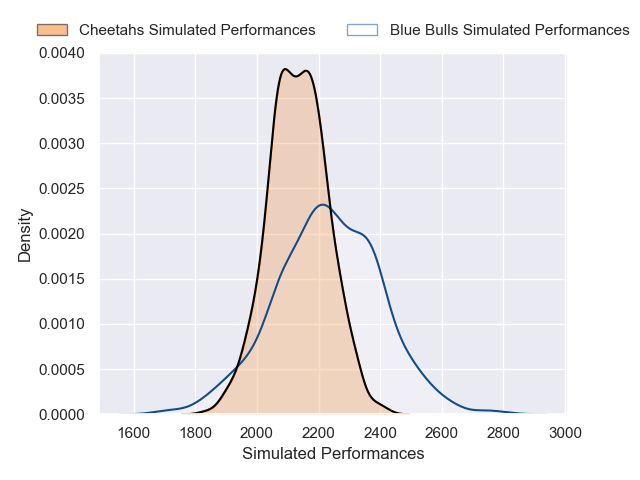 Cheetahs Simulated Performances Blue Bulls Simulated Performances
0.0040
0.0035
0.0030
0.0025
0.0020
0.0015
0.0010
0.0005
0.0000
Density
1600 1800 2000 2200 2400 2600 2800 3000
Simulated Performances